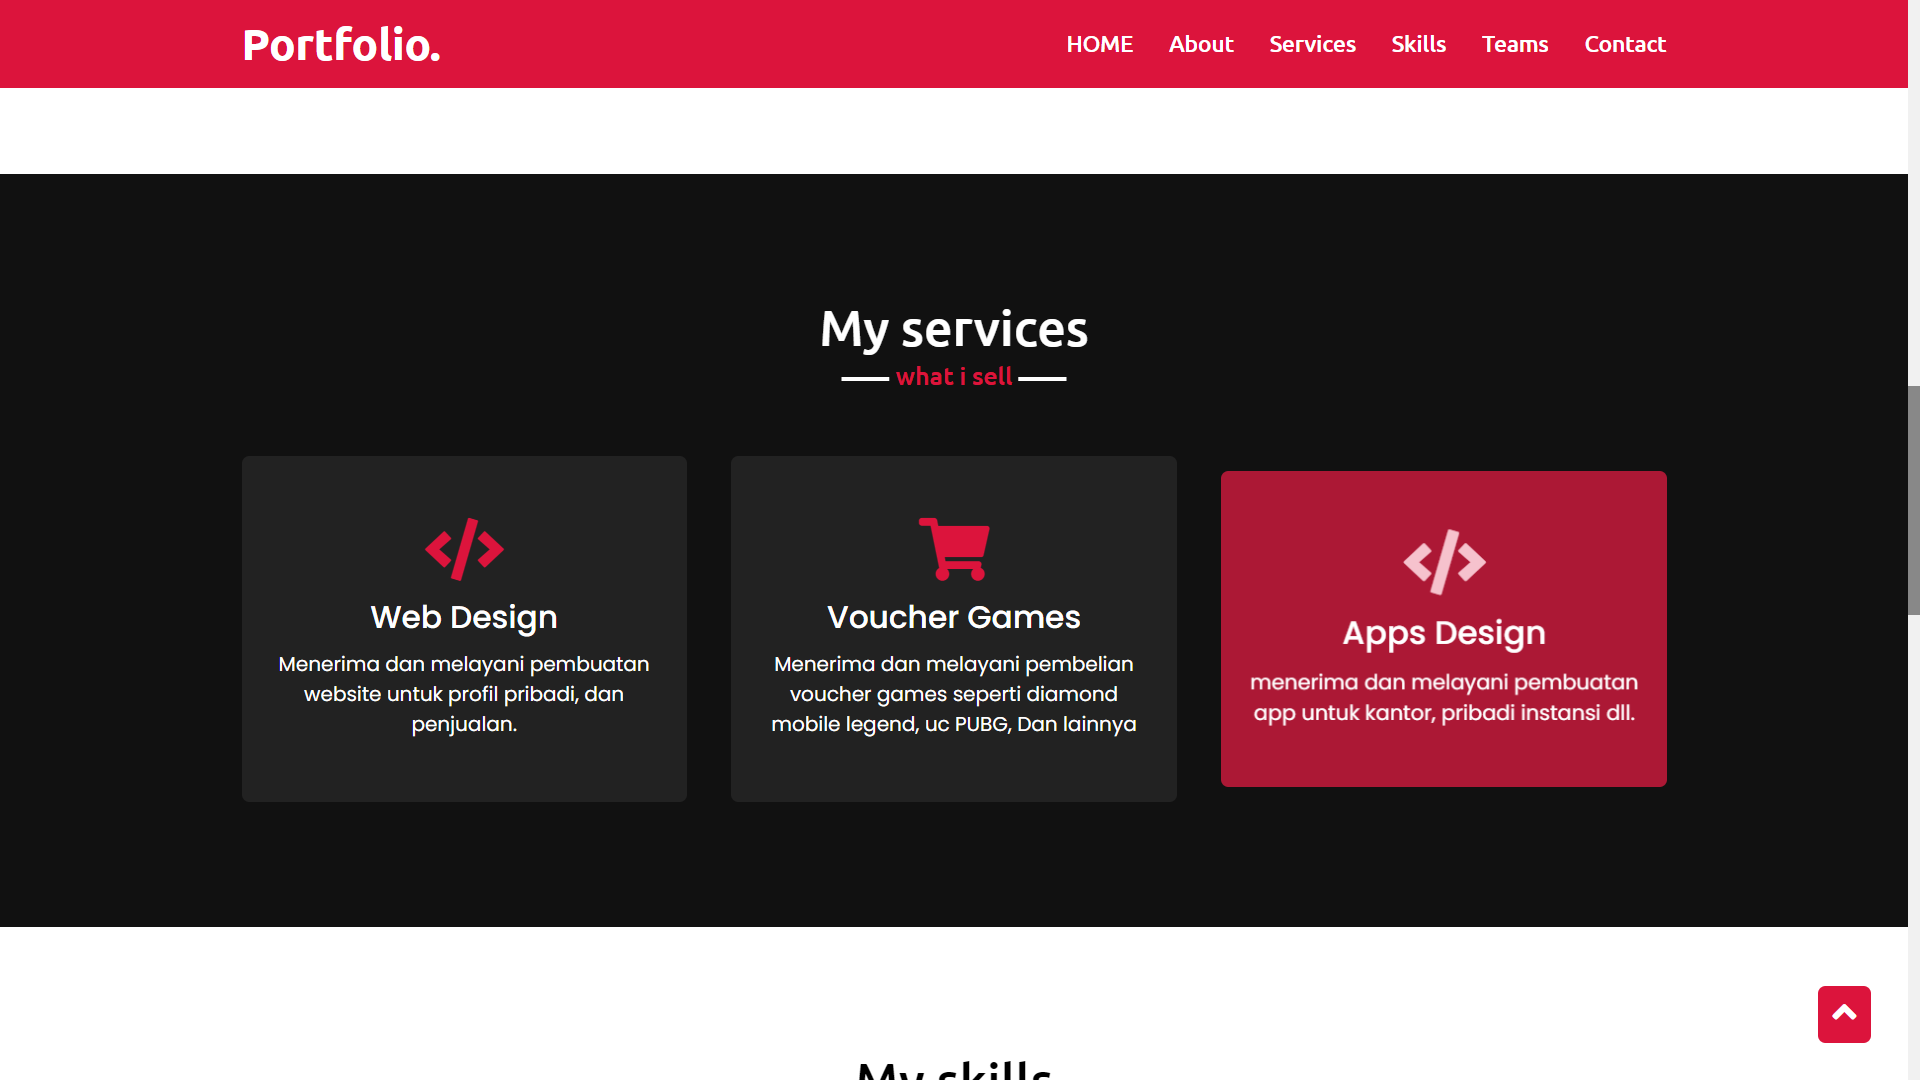 Portfolio.
HOME About Services Skills Teams Contact
My services
what i sell
Web Design
Menerima dan melayani pembuatan
website untuk profil pribadi, dan
penjualan.
Voucher Games
Menerima dan melayani pembelian
voucher games seperti diamond
mobile legend, uc PUBG, Dan lainnya
Apps Design
menerima dan melayani pembuatan
app untuk kantor, pribadi instansi dll.
My skills